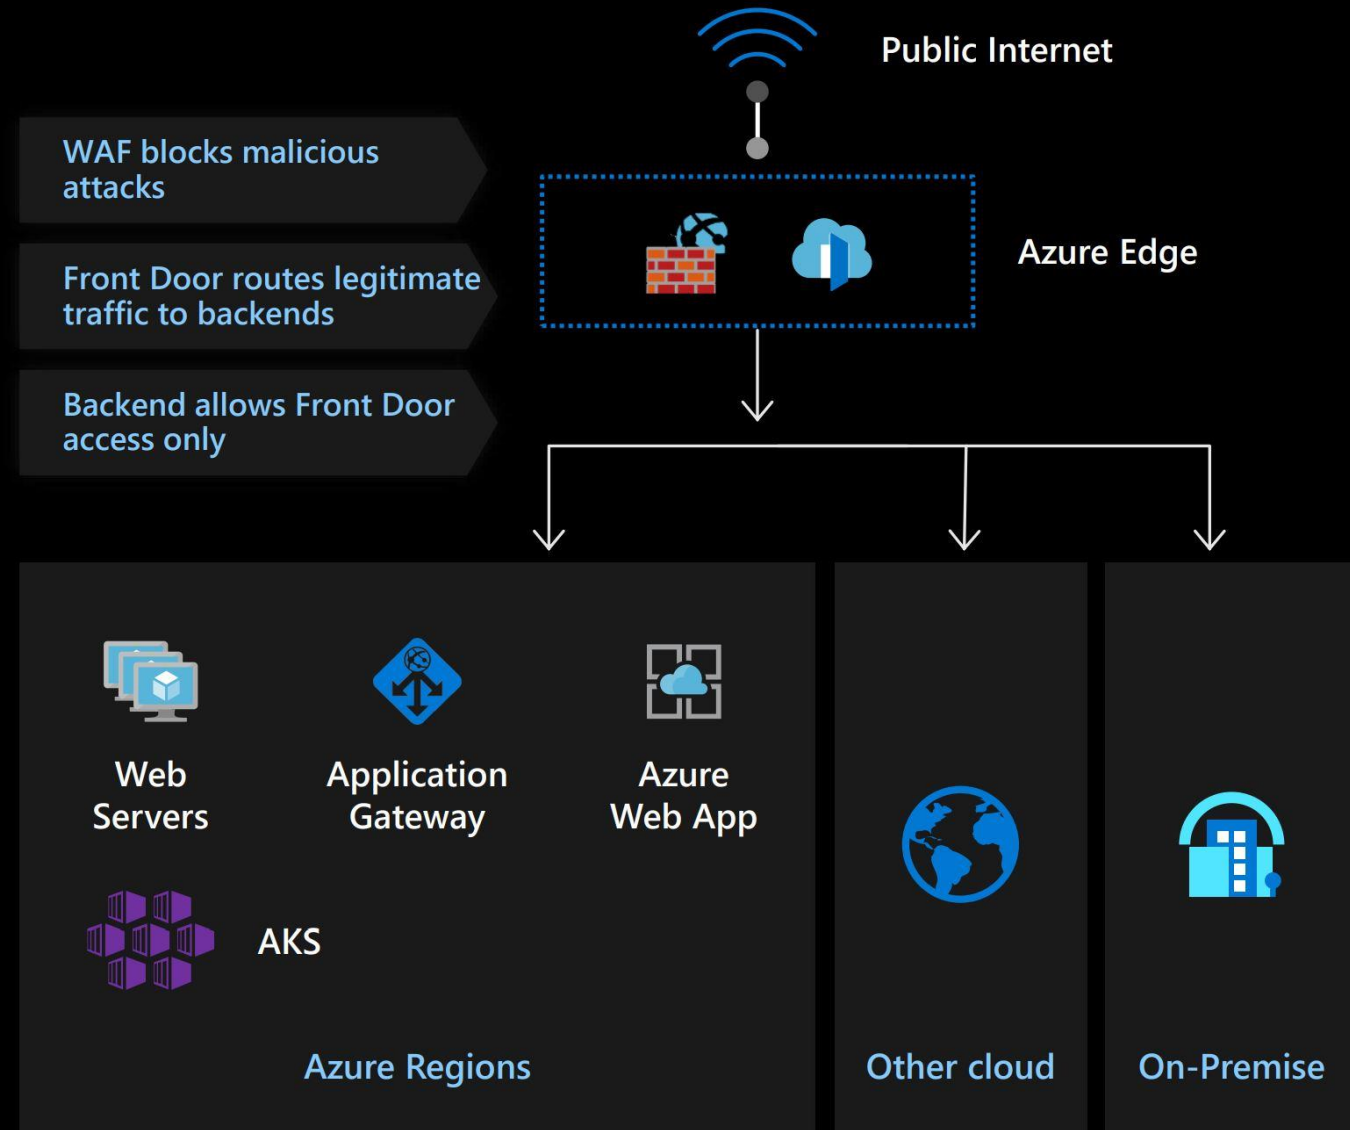 Public Internet
WAF blocks malicious
attacks
Azure Edge
Front Door routes legitimate
traffic to backends
Backend allows Front Door
access only
Web
Servers
Application
Gateway
Azure
Web App
AKS
Azure Regions
Other cloud
On-Premise